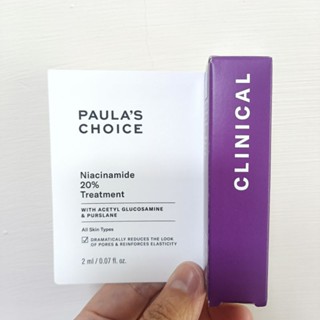 PAULA'S
CHOICE
Niacinamide
20%
Treatment
WITH ACETYL GLUCOSAMINE
& PURSLANE
All Skin Types
DRAMATICALLY REDUCES THE LOOK
OF PORES & REINFORCES ELASTICITY
2 ml / 0.07 fl. oz.
CLINICAL